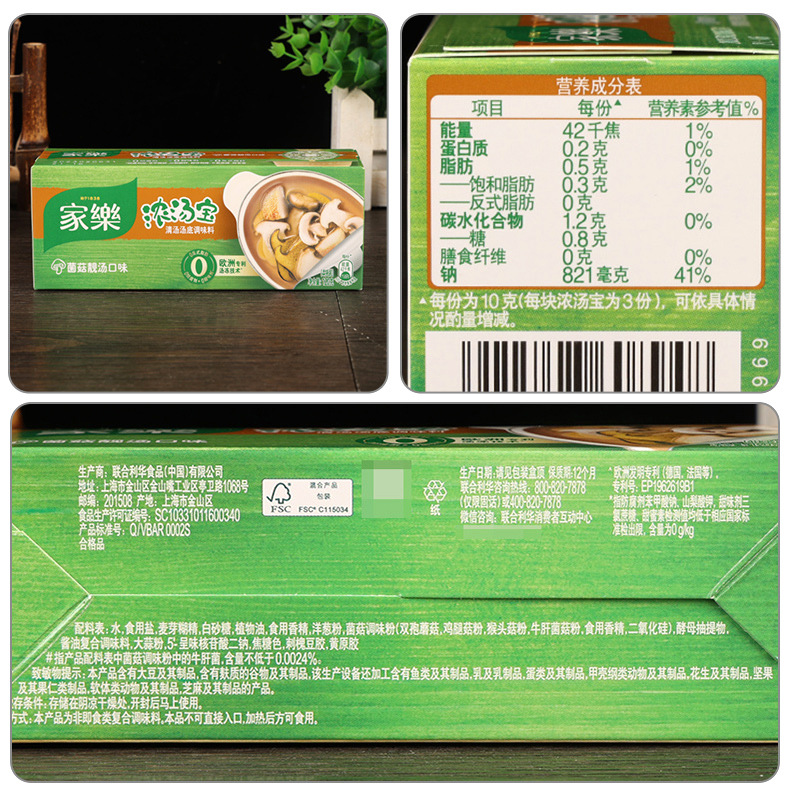 家樂
浓汤宝
清汤汤底调味料
菌菇靓汤口味
0
欧洲专利
汤冻技术*
营养成分表
项目 每份▲ 营养素参考值%
能量 42千焦 1%
蛋白质 0.2克 0%
脂肪 0.5克 1%
——饱和脂肪 0.3克 2%
——反式脂肪 0克
碳水化合物 1.2克 0%
——糖 0.8克
膳食纤维 0克 0%
钠 821毫克 41%
▲每份为10克(每块浓汤宝为3份)，可依具体情
况酌量增减。
969
菌菇靓汤口味
0
生产商：联合利华食品(中国)有限公司
地址：上海市金山区金山嘴工业区亭卫路1068号
邮编：201508 产地：上海市金山区
食品生产许可证编号：SC10331011600340
产品标准号：Q/VBAR 0002S
合格品
FSC
混合产品
包装
FSC® C115034
纸
生产日期:请见包装盒顶 保质期:12个月
联合利华咨询热线：800-820-7878
(仅限固话)或400-820-7878
微信咨询：联合利华消费者互动中心
*欧洲发明专利（德国，法国等），
专利号：EP1962619B1
配料表：水,食用盐,麦芽糊精,白砂糖,植物油,食用香精,洋葱粉,菌菇调味粉(双孢蘑菇,鸡腿菇粉,猴头菇粉,牛肝菌菇粉,食用香精,二氧化硅),酵母抽提物,
酱油复合调味料,大蒜粉,5'-呈味核苷酸二钠,焦糖色,刺槐豆胶,黄原胶
#指产品配料表中菌菇调味粉中的牛肝菌,含量不低于0.0024%。
致敏物提示：本产品含有大豆及其制品,含有麸质的谷物及其制品,该生产设备还加工含有鱼类及其制品,乳及乳制品,蛋类及其制品,甲壳纲类动物及其制品,花生及其制品,坚果
及其果仁类制品,软体类动物及其制品,芝麻及其制品的产品。
存条件：存储在阴凉干燥处,开封后马上使用。
方式：本产品为非即食类复合调味料,本品不可直接入口,加热后方可食用。